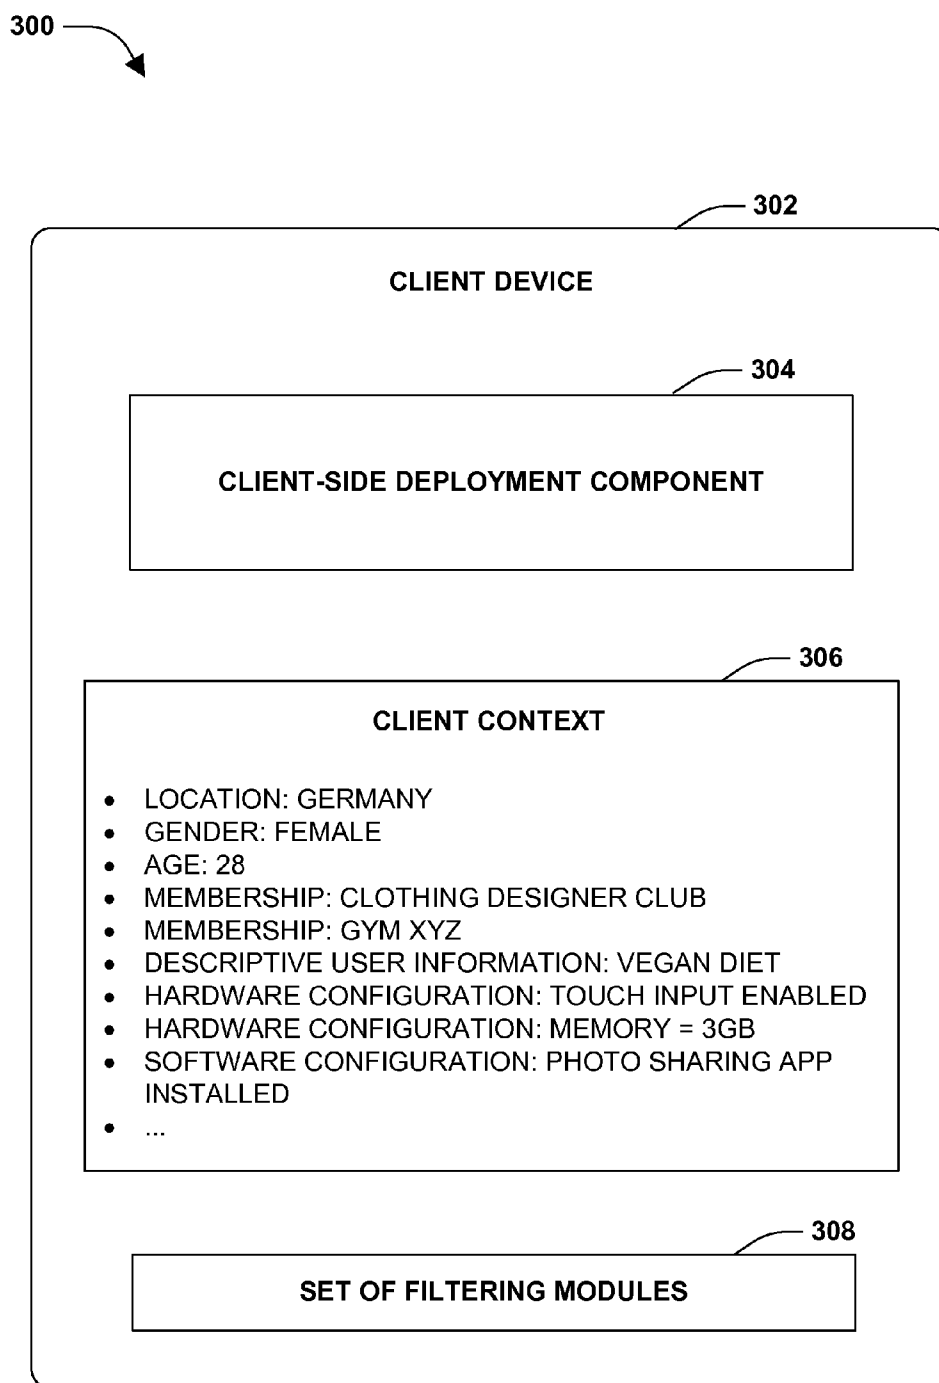 300
302
CLIENT DEVICE
304
CLIENT-SIDE DEPLOYMENT COMPONENT
306
CLIENT CONTEXT
• LOCATION: GERMANY
• GENDER: FEMALE
• AGE: 28
• MEMBERSHIP: CLOTHING DESIGNER CLUB
• MEMBERSHIP: GYM XYZ
• DESCRIPTIVE USER INFORMATION: VEGAN DIET
• HARDWARE CONFIGURATION: TOUCH INPUT ENABLED
• HARDWARE CONFIGURATION: MEMORY = 3GB
• SOFTWARE CONFIGURATION: PHOTO SHARING APP
INSTALLED
• ...
308
SET OF FILTERING MODULES